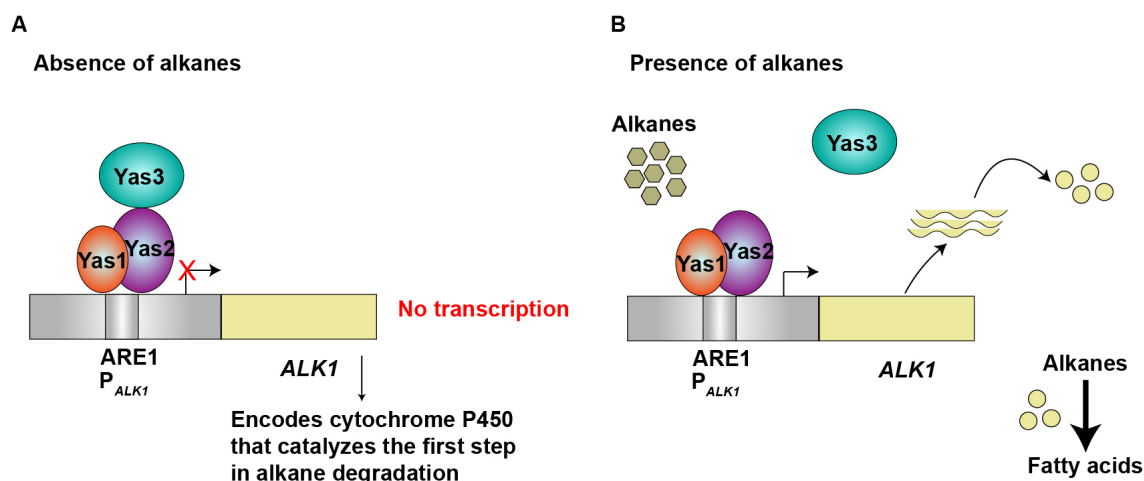 A
Absence of alkanes
Yas3
Yas1
Yas2
X
No transcription
ARE1
PALK1
ALK1
Encodes cytochrome P450
that catalyzes the first step
in alkane degradation
B
Presence of alkanes
Alkanes
Yas3
Yas1
Yas2
ARE1
PALK1
ALK1
Alkanes
Fatty acids